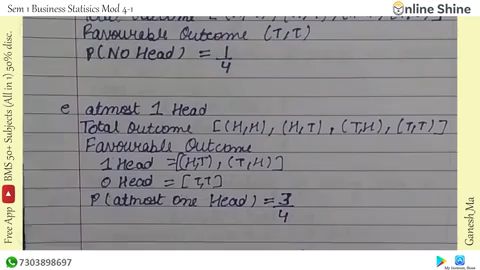 Sem 1 Business Statisics Mod 4-1
Online Shine
Favourable Outcome (T,T)
P(No Head) = 1/4
e atmost 1 Head
Total Outcome [(H,H), (H,T), (T,H), (T,T)]
Favourable Outcome
1 Head = [(H,T), (T,H)]
0 Head = [T,T]
P(atmost one Head) = 3/4
Free App ▶ BMS 50+ Subjects (All in 1) 50% disc.
Ganesh_Ma
7303898697